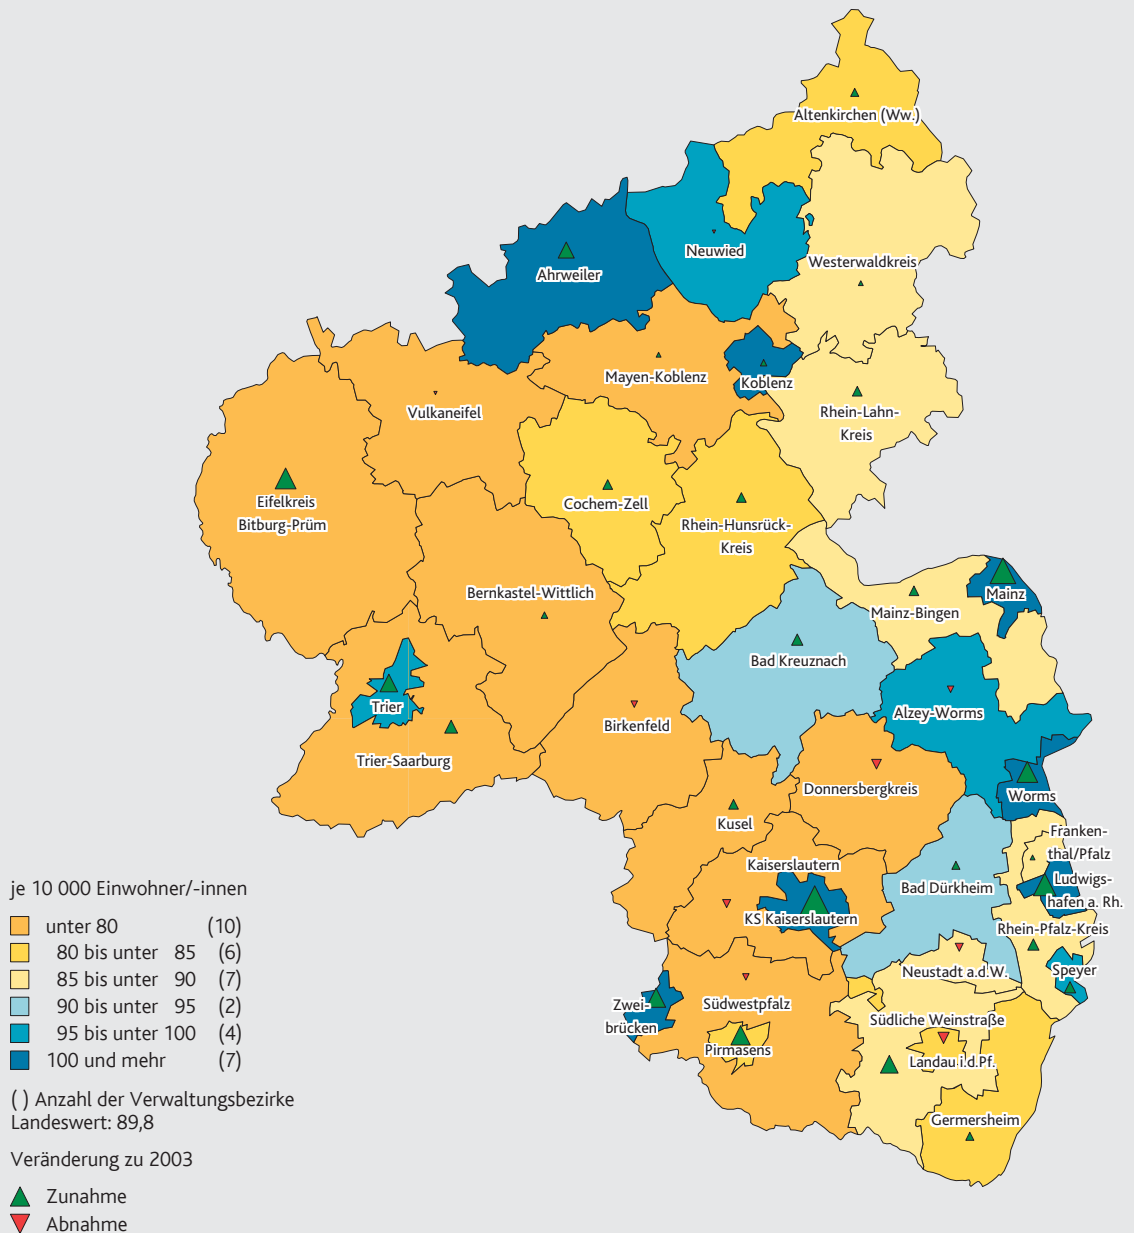 Altenkirchen (Ww.)
Neuwied
Westerwaldkreis
Ahrweiler
Mayen-Koblenz
Koblenz
Rhein-Lahn-
Kreis
Vulkaneifel
Eifelkreis
Bitburg-Prüm
Cochem-Zell
Rhein-Hunsrück-
Kreis
Bernkastel-Wittlich
Mainz
Mainz-Bingen
Bad Kreuznach
Trier
Alzey-Worms
Birkenfeld
Trier-Saarburg
Donnersbergkreis
Worms
Kusel
Franken-
thal/Pfalz
Kaiserslautern
Ludwigs-
hafen a. Rh.
Bad Dürkheim
KS Kaiserslautern
Rhein-Pfalz-Kreis
Neustadt a.d.W.
Speyer
Zwei-
brücken
Südwestpfalz
Südliche Weinstraße
Pirmasens
Landau i.d.Pf.
Germersheim
je 10 000 Einwohner/-innen
unter 80 (10)
80 bis unter 85 (6)
85 bis unter 90 (7)
90 bis unter 95 (2)
95 bis unter 100 (4)
100 und mehr (7)
( ) Anzahl der Verwaltungsbezirke
Landeswert: 89,8
Veränderung zu 2003
Zunahme
Abnahme